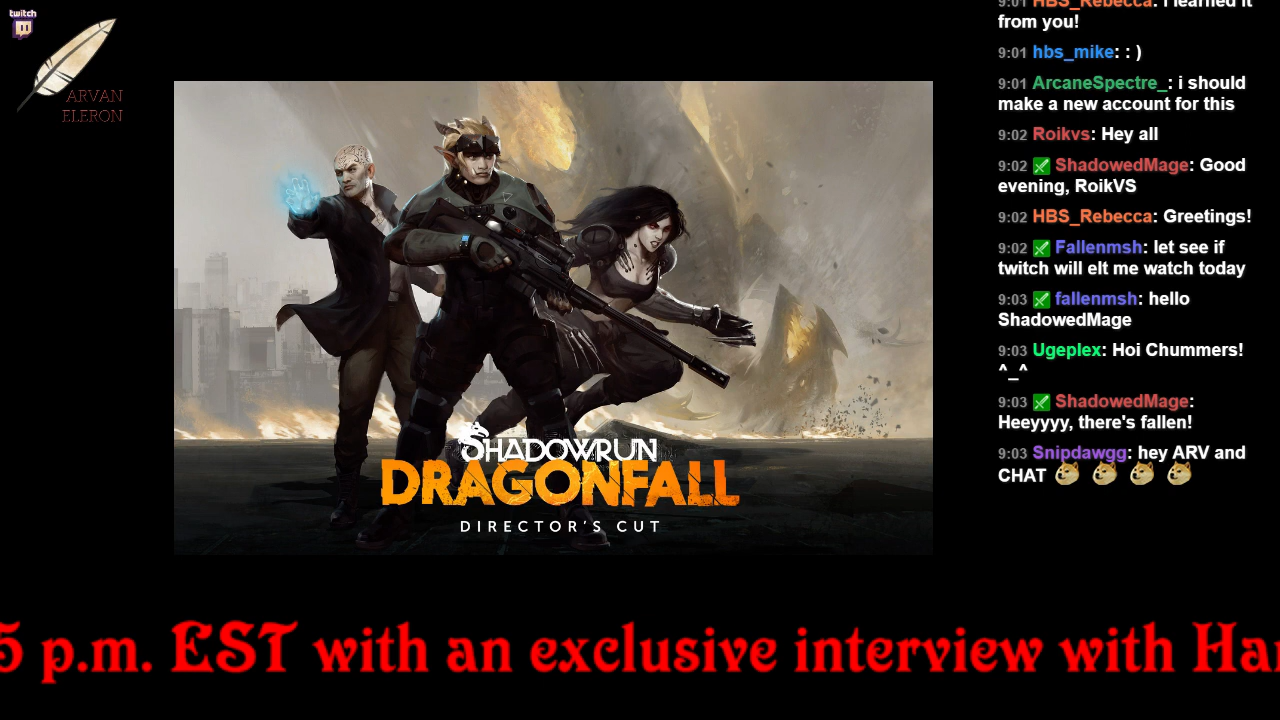 twitch
ARVAN
ELERON
SHADOWRUN
DRAGONFALL
DIRECTOR'S CUT
9:01 HBS_Rebecca: I learned it
from you!
9:01 hbs_mike: : )
9:01 ArcaneSpectre_: i should
make a new account for this
9:02 Roikvs: Hey all
9:02 ShadowedMage: Good
evening, RoikVS
9:02 HBS_Rebecca: Greetings!
9:02 Fallenmsh: let see if
twitch will elt me watch today
9:03 fallenmsh: hello
ShadowedMage
9:03 Ugeplex: Hoi Chummers!
^_^
9:03 ShadowedMage:
Heeyyyy, there's fallen!
9:03 Snipdawgg: hey ARV and
CHAT
5 p.m. EST with an exclusive interview with Har